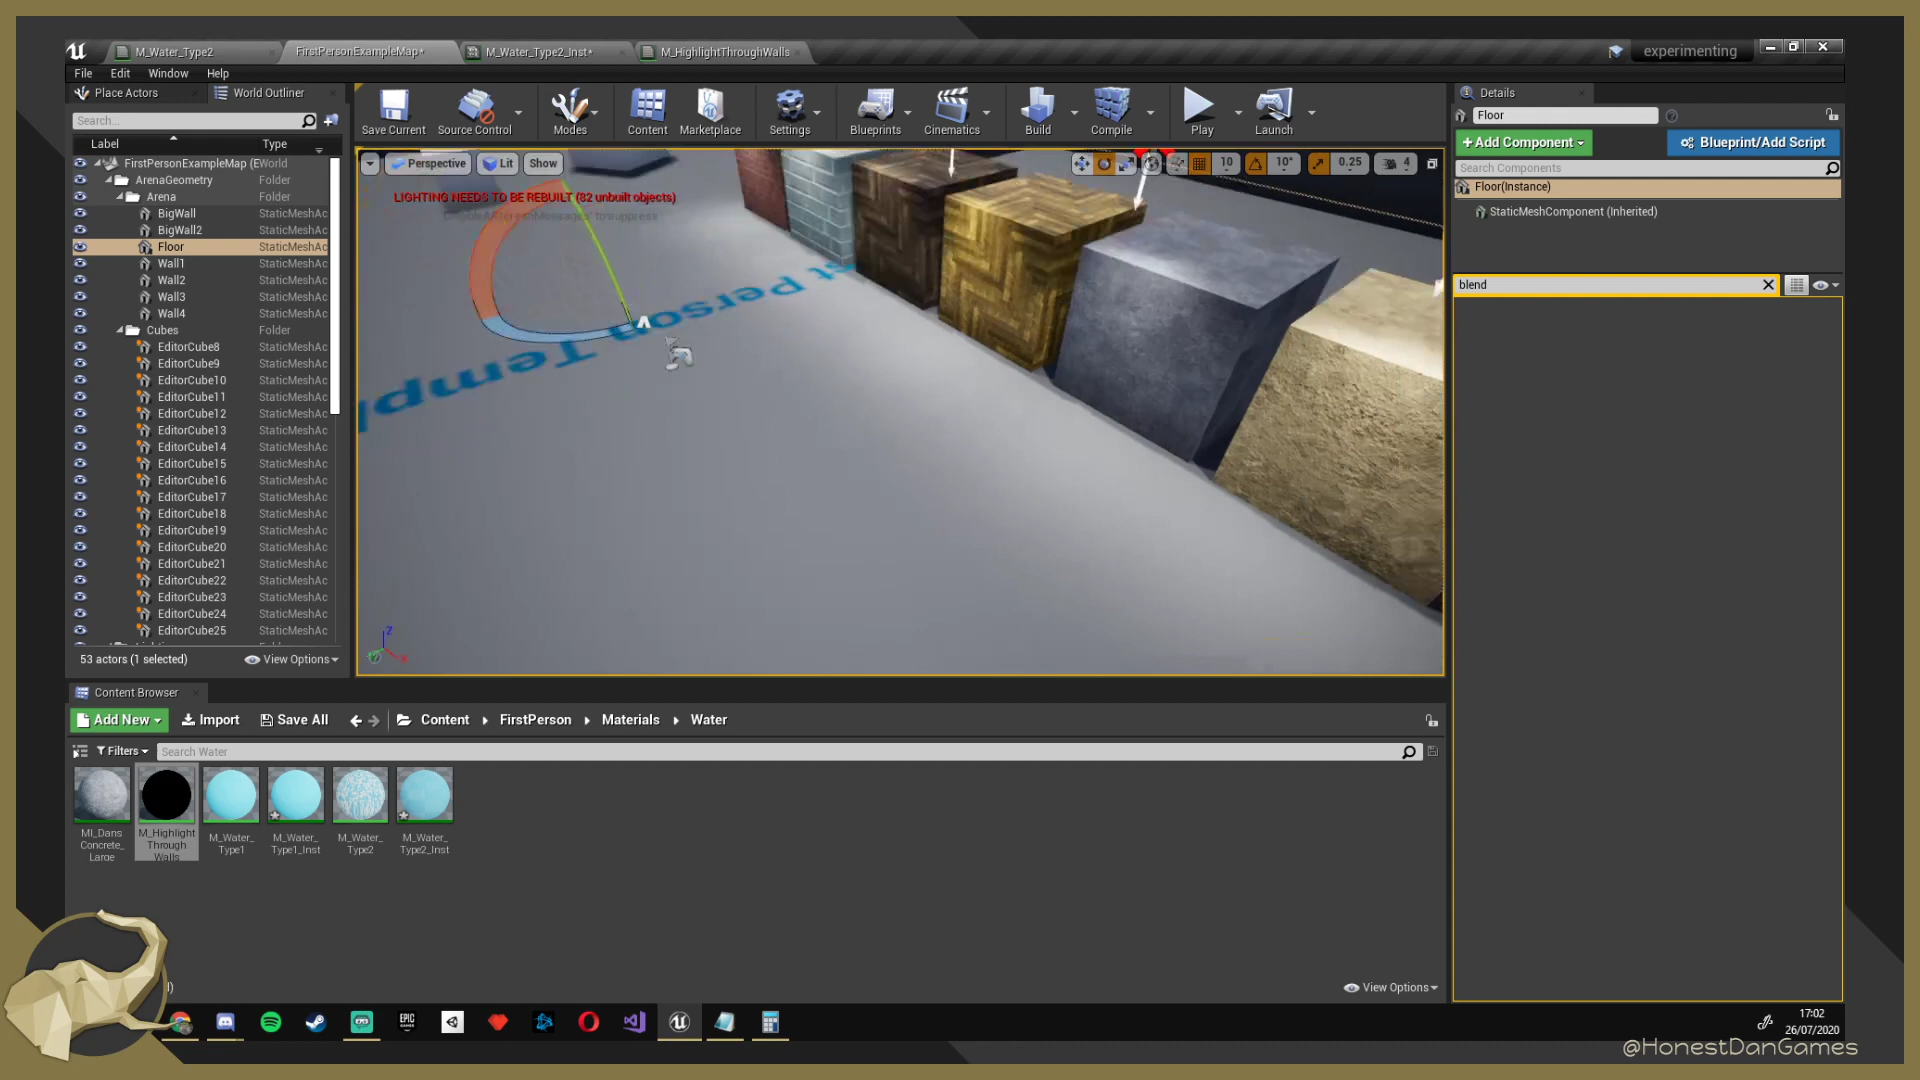 M_Water_Type2
FirstPersonExampleMap*
M_Water_Type2_Inst*
M_HighlightThroughWalls
experimenting
File Edit Window Help
Place Actors
World Outliner
Search...
Label Type
FirstPersonExampleMap (E World
ArenaGeometry Folder
Arena Folder
BigWall StaticMeshAc
BigWall2 StaticMeshAc
Floor StaticMeshAc
Wall1 StaticMeshAc
Wall2 StaticMeshAc
Wall3 StaticMeshAc
Wall4 StaticMeshAc
Cubes Folder
EditorCube8 StaticMeshAc
EditorCube9 StaticMeshAc
EditorCube10 StaticMeshAc
EditorCube11 StaticMeshAc
EditorCube12 StaticMeshAc
EditorCube13 StaticMeshAc
EditorCube14 StaticMeshAc
EditorCube15 StaticMeshAc
EditorCube16 StaticMeshAc
EditorCube17 StaticMeshAc
EditorCube18 StaticMeshAc
EditorCube19 StaticMeshAc
EditorCube20 StaticMeshAc
EditorCube21 StaticMeshAc
EditorCube22 StaticMeshAc
EditorCube23 StaticMeshAc
EditorCube24 StaticMeshAc
EditorCube25 StaticMeshAc
53 actors (1 selected)
View Options
Save Current Source Control Modes Content Marketplace Settings Blueprints Cinematics Build Compile Play Launch
Perspective Lit Show
10 10° 0.25 4
LIGHTING NEEDS TO BE REBUILT (82 unbuilt objects)
to suppress
st person Templ
Z
Details
Floor
+Add Component
Blueprint/Add Script
Search Components
Floor(Instance)
StaticMeshComponent (Inherited)
blend
Content Browser
Add New Import Save All
Content FirstPerson Materials Water
Filters
Search Water
MI_Dans
Concrete_
Large
M_Highlight
Through
Walls
M_Water_
Type1
M_Water_
Type1_Inst
M_Water_
Type2
M_Water_
Type2_Inst
View Options
EPIC
GAMES
17:02
26/07/2020
@HonestDanGames